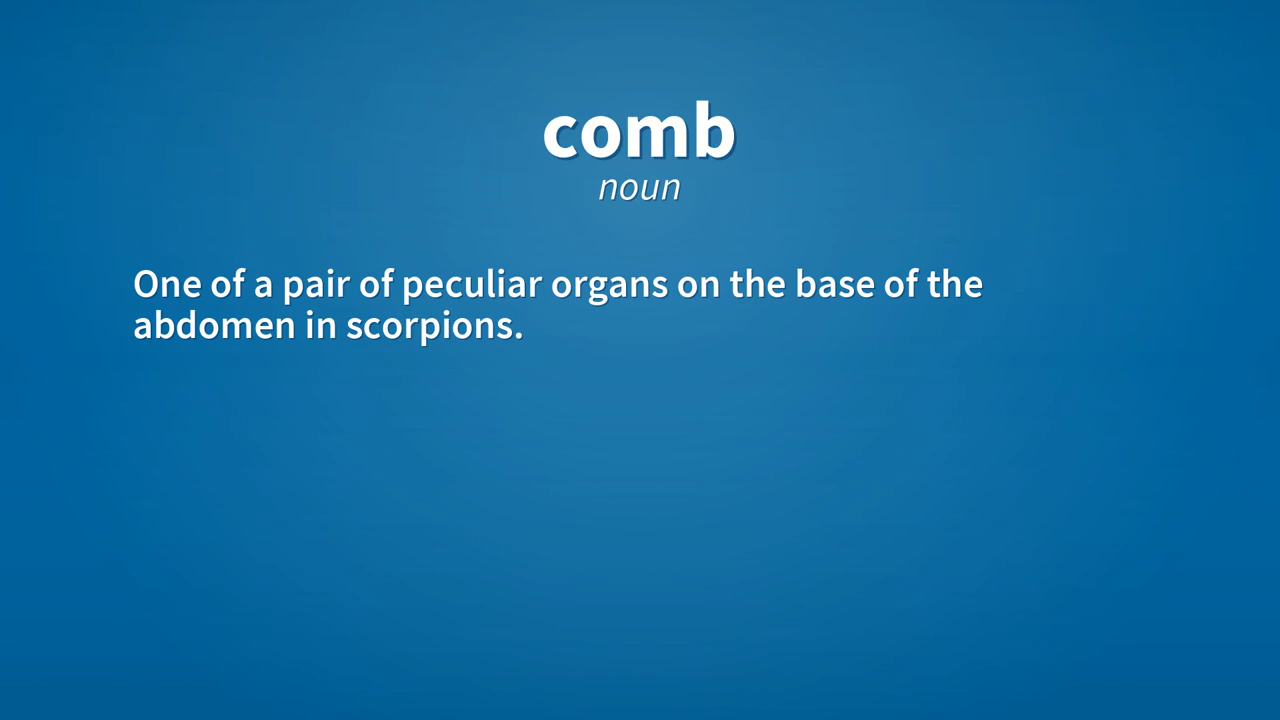 comb
noun
One of a pair of peculiar organs on the base of the
abdomen in scorpions.